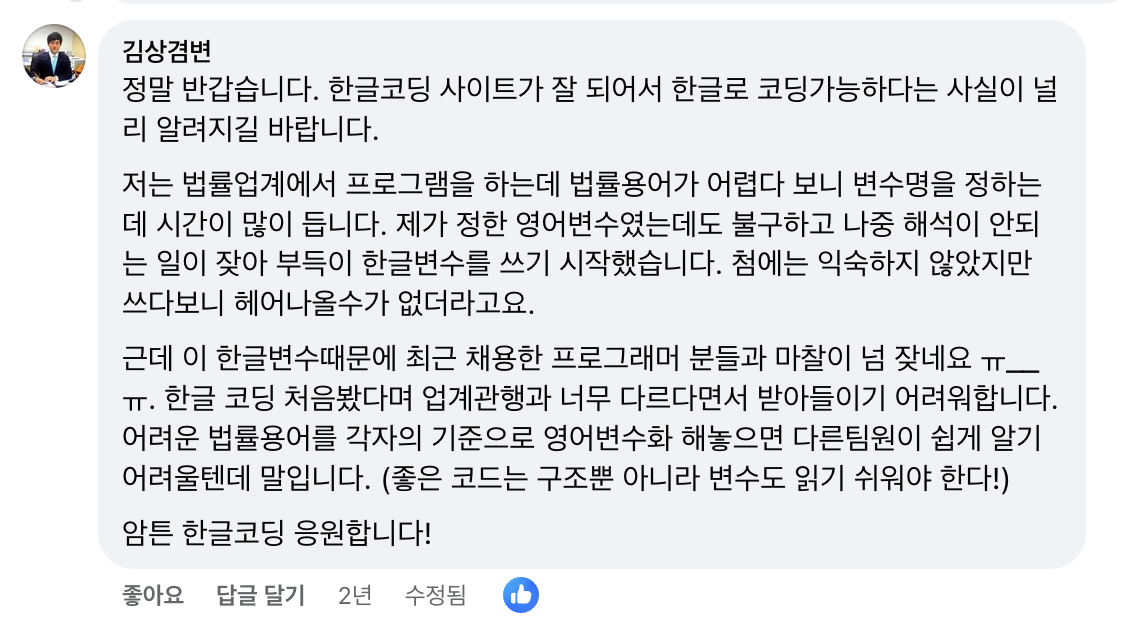 김상겸변
정말 반갑습니다. 한글코딩 사이트가 잘 되어서 한글로 코딩가능하다는 사실이 널
리 알려지길 바랍니다.
저는 법률업계에서 프로그램을 하는데 법률용어가 어렵다 보니 변수명을 정하는
데 시간이 많이 듭니다. 제가 정한 영어변수였는데도 불구하고 나중 해석이 안되
는 일이 잦아 부득이 한글변수를 쓰기 시작했습니다. 첨에는 익숙하지 않았지만
쓰다보니 헤어나올수가 없더라고요.
근데 이 한글변수때문에 최근 채용한 프로그래머 분들과 마찰이 넘 잦네요 ㅠ__
ㅠ. 한글 코딩 처음봤다며 업계관행과 너무 다르다면서 받아들이기 어려워합니다.
어려운 법률용어를 각자의 기준으로 영어변수화 해놓으면 다른팀원이 쉽게 알기
어려울텐데 말입니다. (좋은 코드는 구조뿐 아니라 변수도 읽기 쉬워야 한다!)
암튼 한글코딩 응원합니다!
좋아요 답글 달기 2년 수정됨